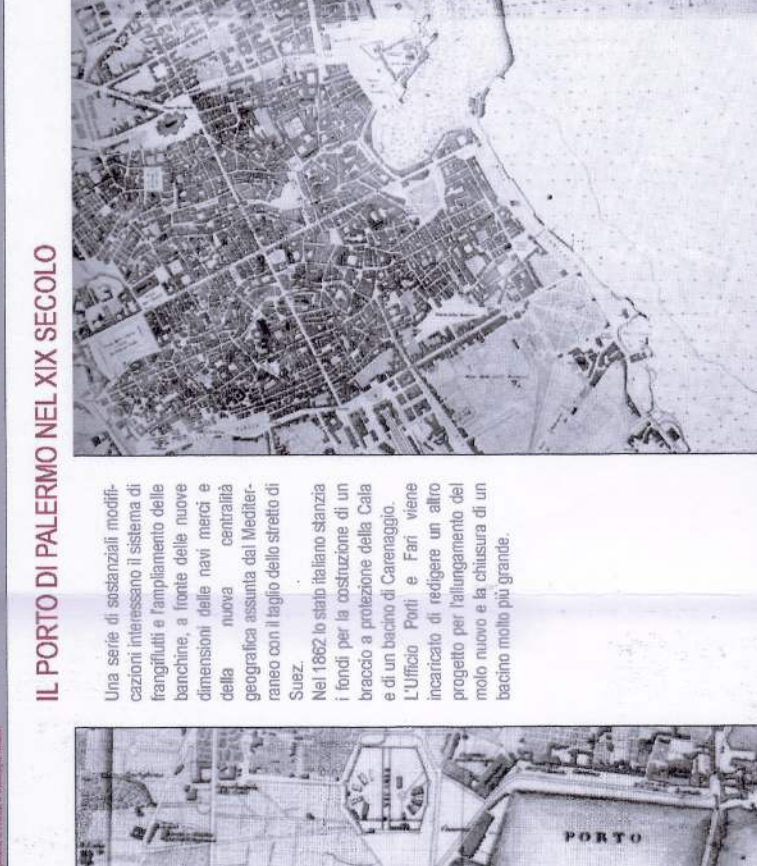 IL PORTO DI PALERMO NEL XIX SECOLO
Una serie di sostanziali modifi-
cazioni interessano il sistema di
frangiflutti e l'ampliamento delle
banchine, a fronte delle nuove
dimensioni delle navi merci e
della nuova centralità
geografica assunta dal Mediter-
raneo con il taglio dello stretto di
Suez.
Nel 1862 lo stato italiano stanzia
i fondi per la costruzione di un
braccio a protezione della Cala
e di un bacino di Carenaggio.
L'Ufficio Porti e Fari viene
incaricato di redigere un altro
progetto per l'allungamento del
molo nuovo e la chiusura di un
bacino molto più grande.
PORTO